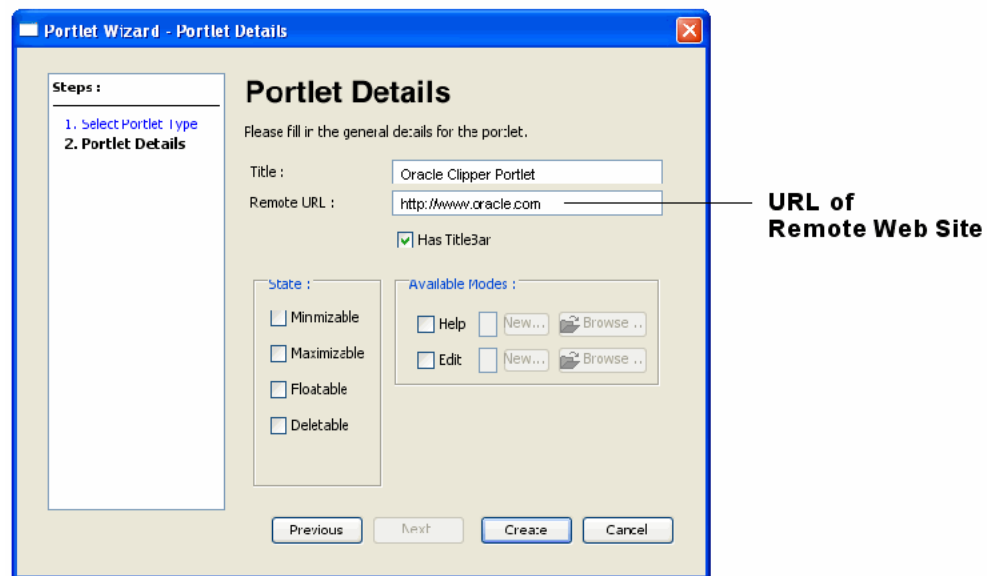 Portlet Wizard - Portlet Details
Steps :
1. Select Portlet Type
2. Portlet Details
Portlet Details
Please fill in the general details for the portlet.
Title :
Oracle Clipper Portlet
Remote URL :
http://www.oracle.com
URL of
Remote Web Site
Has TitleBar
State :
Minmizable
Maximizable
Floatable
Deletable
Available Modes :
Help New... Browse ..
Edit New... Browse ..
Previous Next Create Cancel